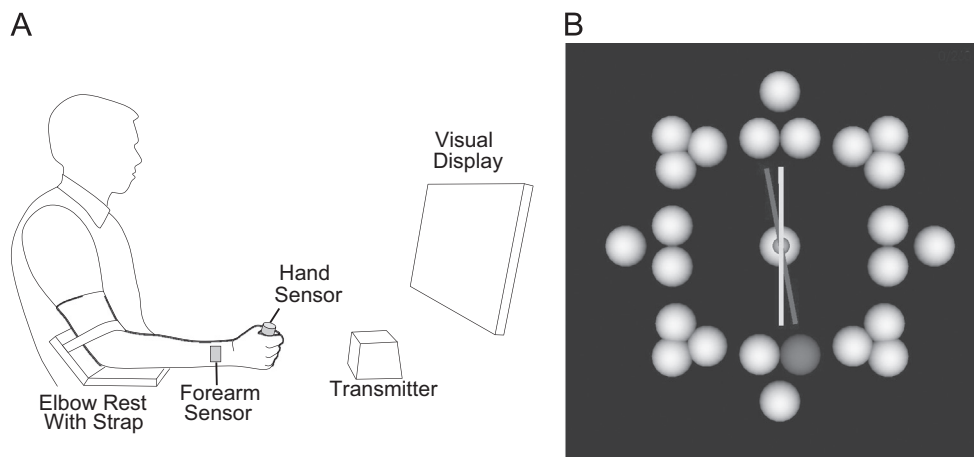 A
B
Visual
Display
Hand
Sensor
Transmitter
Forearm
Sensor
Elbow Rest
With Strap